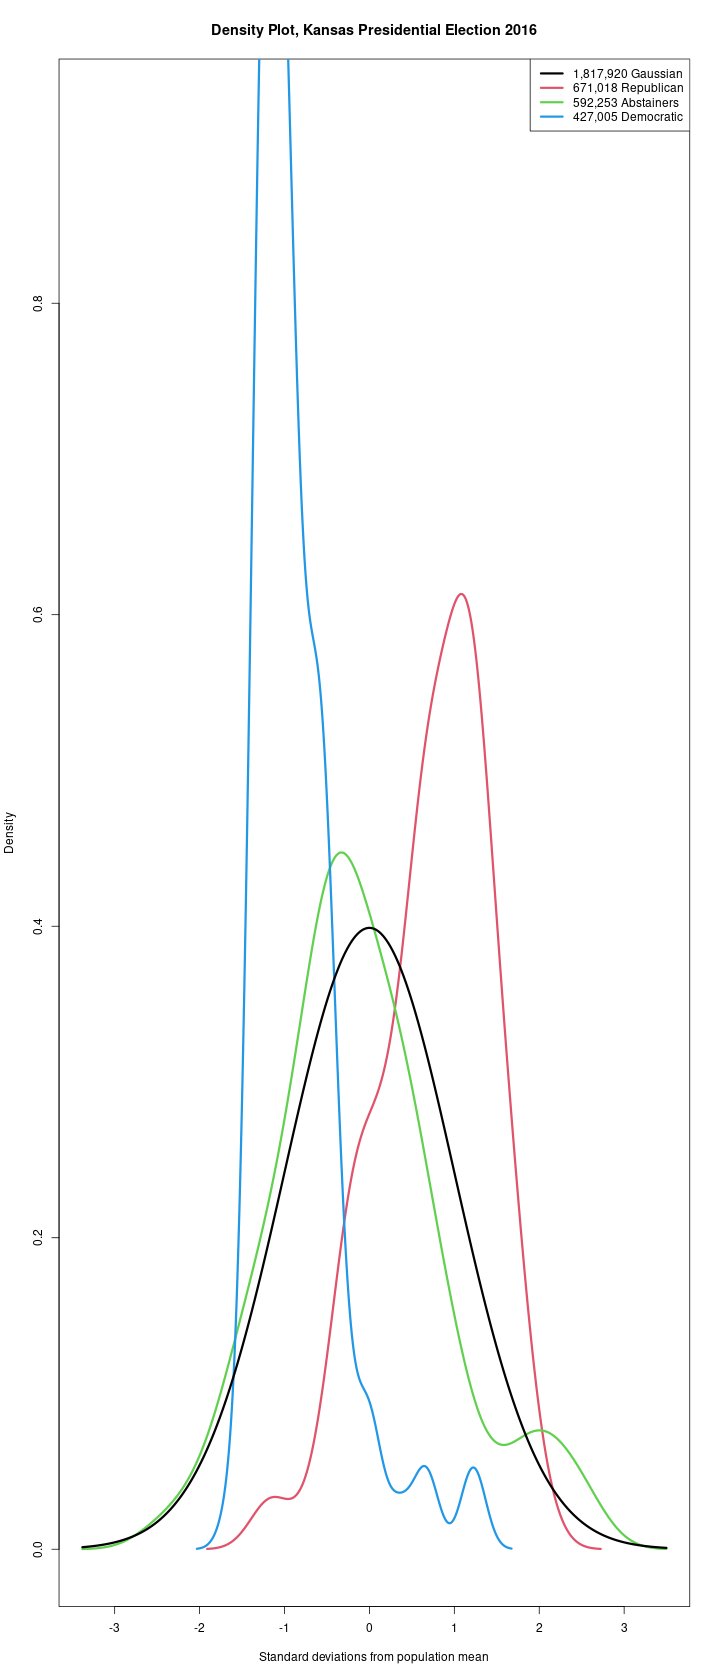 Density Plot, Kansas Presidential Election 2016
1,817,920 Gaussian
671,018 Republican
592,253 Abstainers
427,005 Democratic
0.8
0.6
0.4
0.2
0.0
Density
-3 -2 -1 0 1 2 3
Standard deviations from population mean